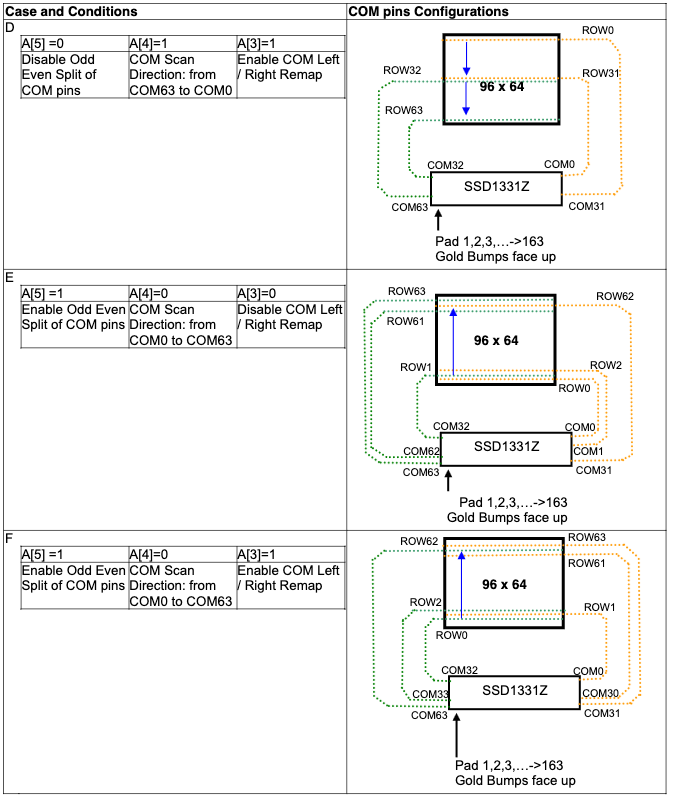 Case and Conditions
COM pins Configurations
D
A[5] =0
A[4]=1
A[3]=1
Disable Odd
Even Split of
COM pins
COM Scan
Direction: from
COM63 to COM0
Enable COM Left
/ Right Remap
ROW0
ROW32
ROW31
96 x 64
ROW63
COM32
COM0
SSD1331Z
COM63
COM31
Pad 1,2,3,…->163
Gold Bumps face up
E
A[5] =1
A[4]=0
A[3]=0
Enable Odd Even
Split of COM pins
COM Scan
Direction: from
COM0 to COM63
Disable COM Left
/ Right Remap
ROW63
ROW62
ROW61
96 x 64
ROW1
ROW2
ROW0
COM32
COM0
SSD1331Z
COM62
COM1
COM63
COM31
Pad 1,2,3,…->163
Gold Bumps face up
F
A[5] =1
A[4]=0
A[3]=1
Enable Odd Even
Split of COM pins
COM Scan
Direction: from
COM0 to COM63
Enable COM Left
/ Right Remap
ROW62
ROW63
ROW61
96 x 64
ROW2
ROW1
ROW0
COM32
COM0
SSD1331Z
COM33
COM30
COM63
COM31
Pad 1,2,3,…->163
Gold Bumps face up